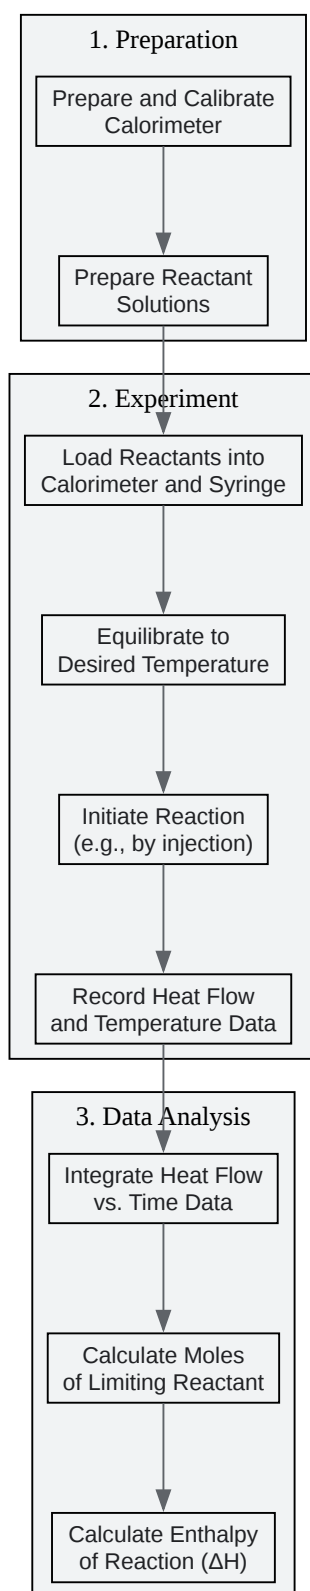 1. Preparation
Prepare and Calibrate
Calorimeter
Prepare Reactant
Solutions
2. Experiment
Load Reactants into
Calorimeter and Syringe
Equilibrate to
Desired Temperature
Initiate Reaction
(e.g., by injection)
Record Heat Flow
and Temperature Data
3. Data Analysis
Integrate Heat Flow
vs. Time Data
Calculate Moles
of Limiting Reactant
Calculate Enthalpy
of Reaction (ΔH)